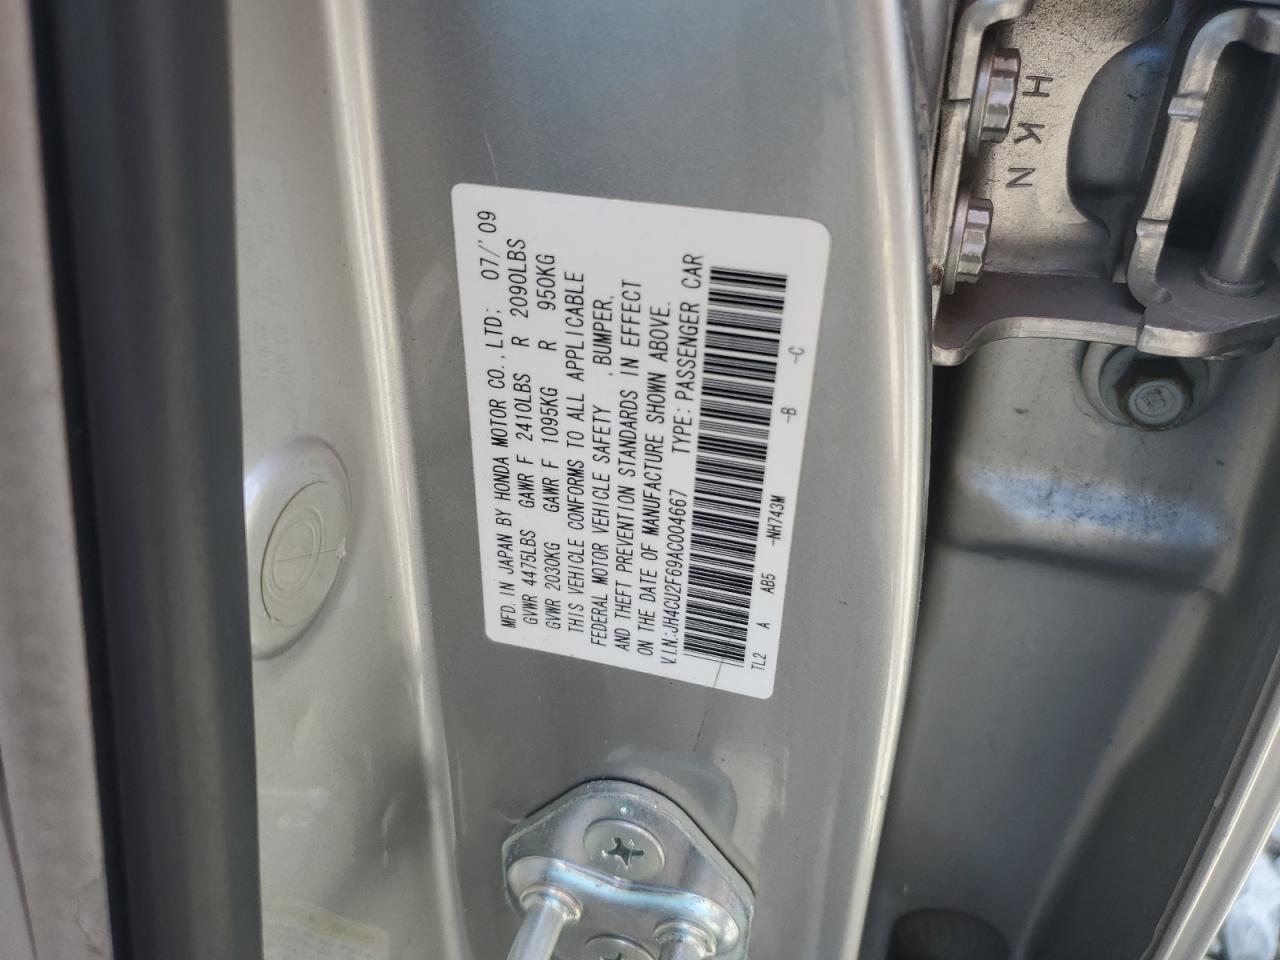 MFD. IN JAPAN BY HONDA MOTOR CO., LTD: 07/'09
GVWR 4475LBS GAWR F 2410LBS R 2090LBS
GVWR 2030KG GAWR F 1095KG R 950KG
THIS VEHICLE CONFORMS TO ALL APPLICABLE
FEDERAL MOTOR VEHICLE SAFETY ,BUMPER,
AND THEFT PREVENTION STANDARDS IN EFFECT
ON THE DATE OF MANUFACTURE SHOWN ABOVE.
V.I.N.:JH4CU2F69AC004667 TYPE: PASSENGER CAR
TL2 A AB5 -NH743M -B -C
HKN